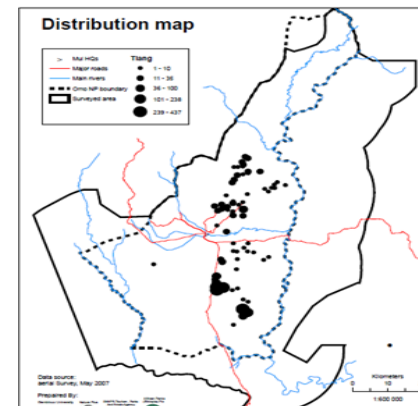 Distribution map
> Mui HQs
Major roads
Main rivers
Omo NP boundary
Surveyed area
Tiang
1 - 10
11 - 35
36 - 100
101 - 238
239 - 437
Data source:
aerial Survey, May 2007
Prepared By:
Kilometers
1:600 000